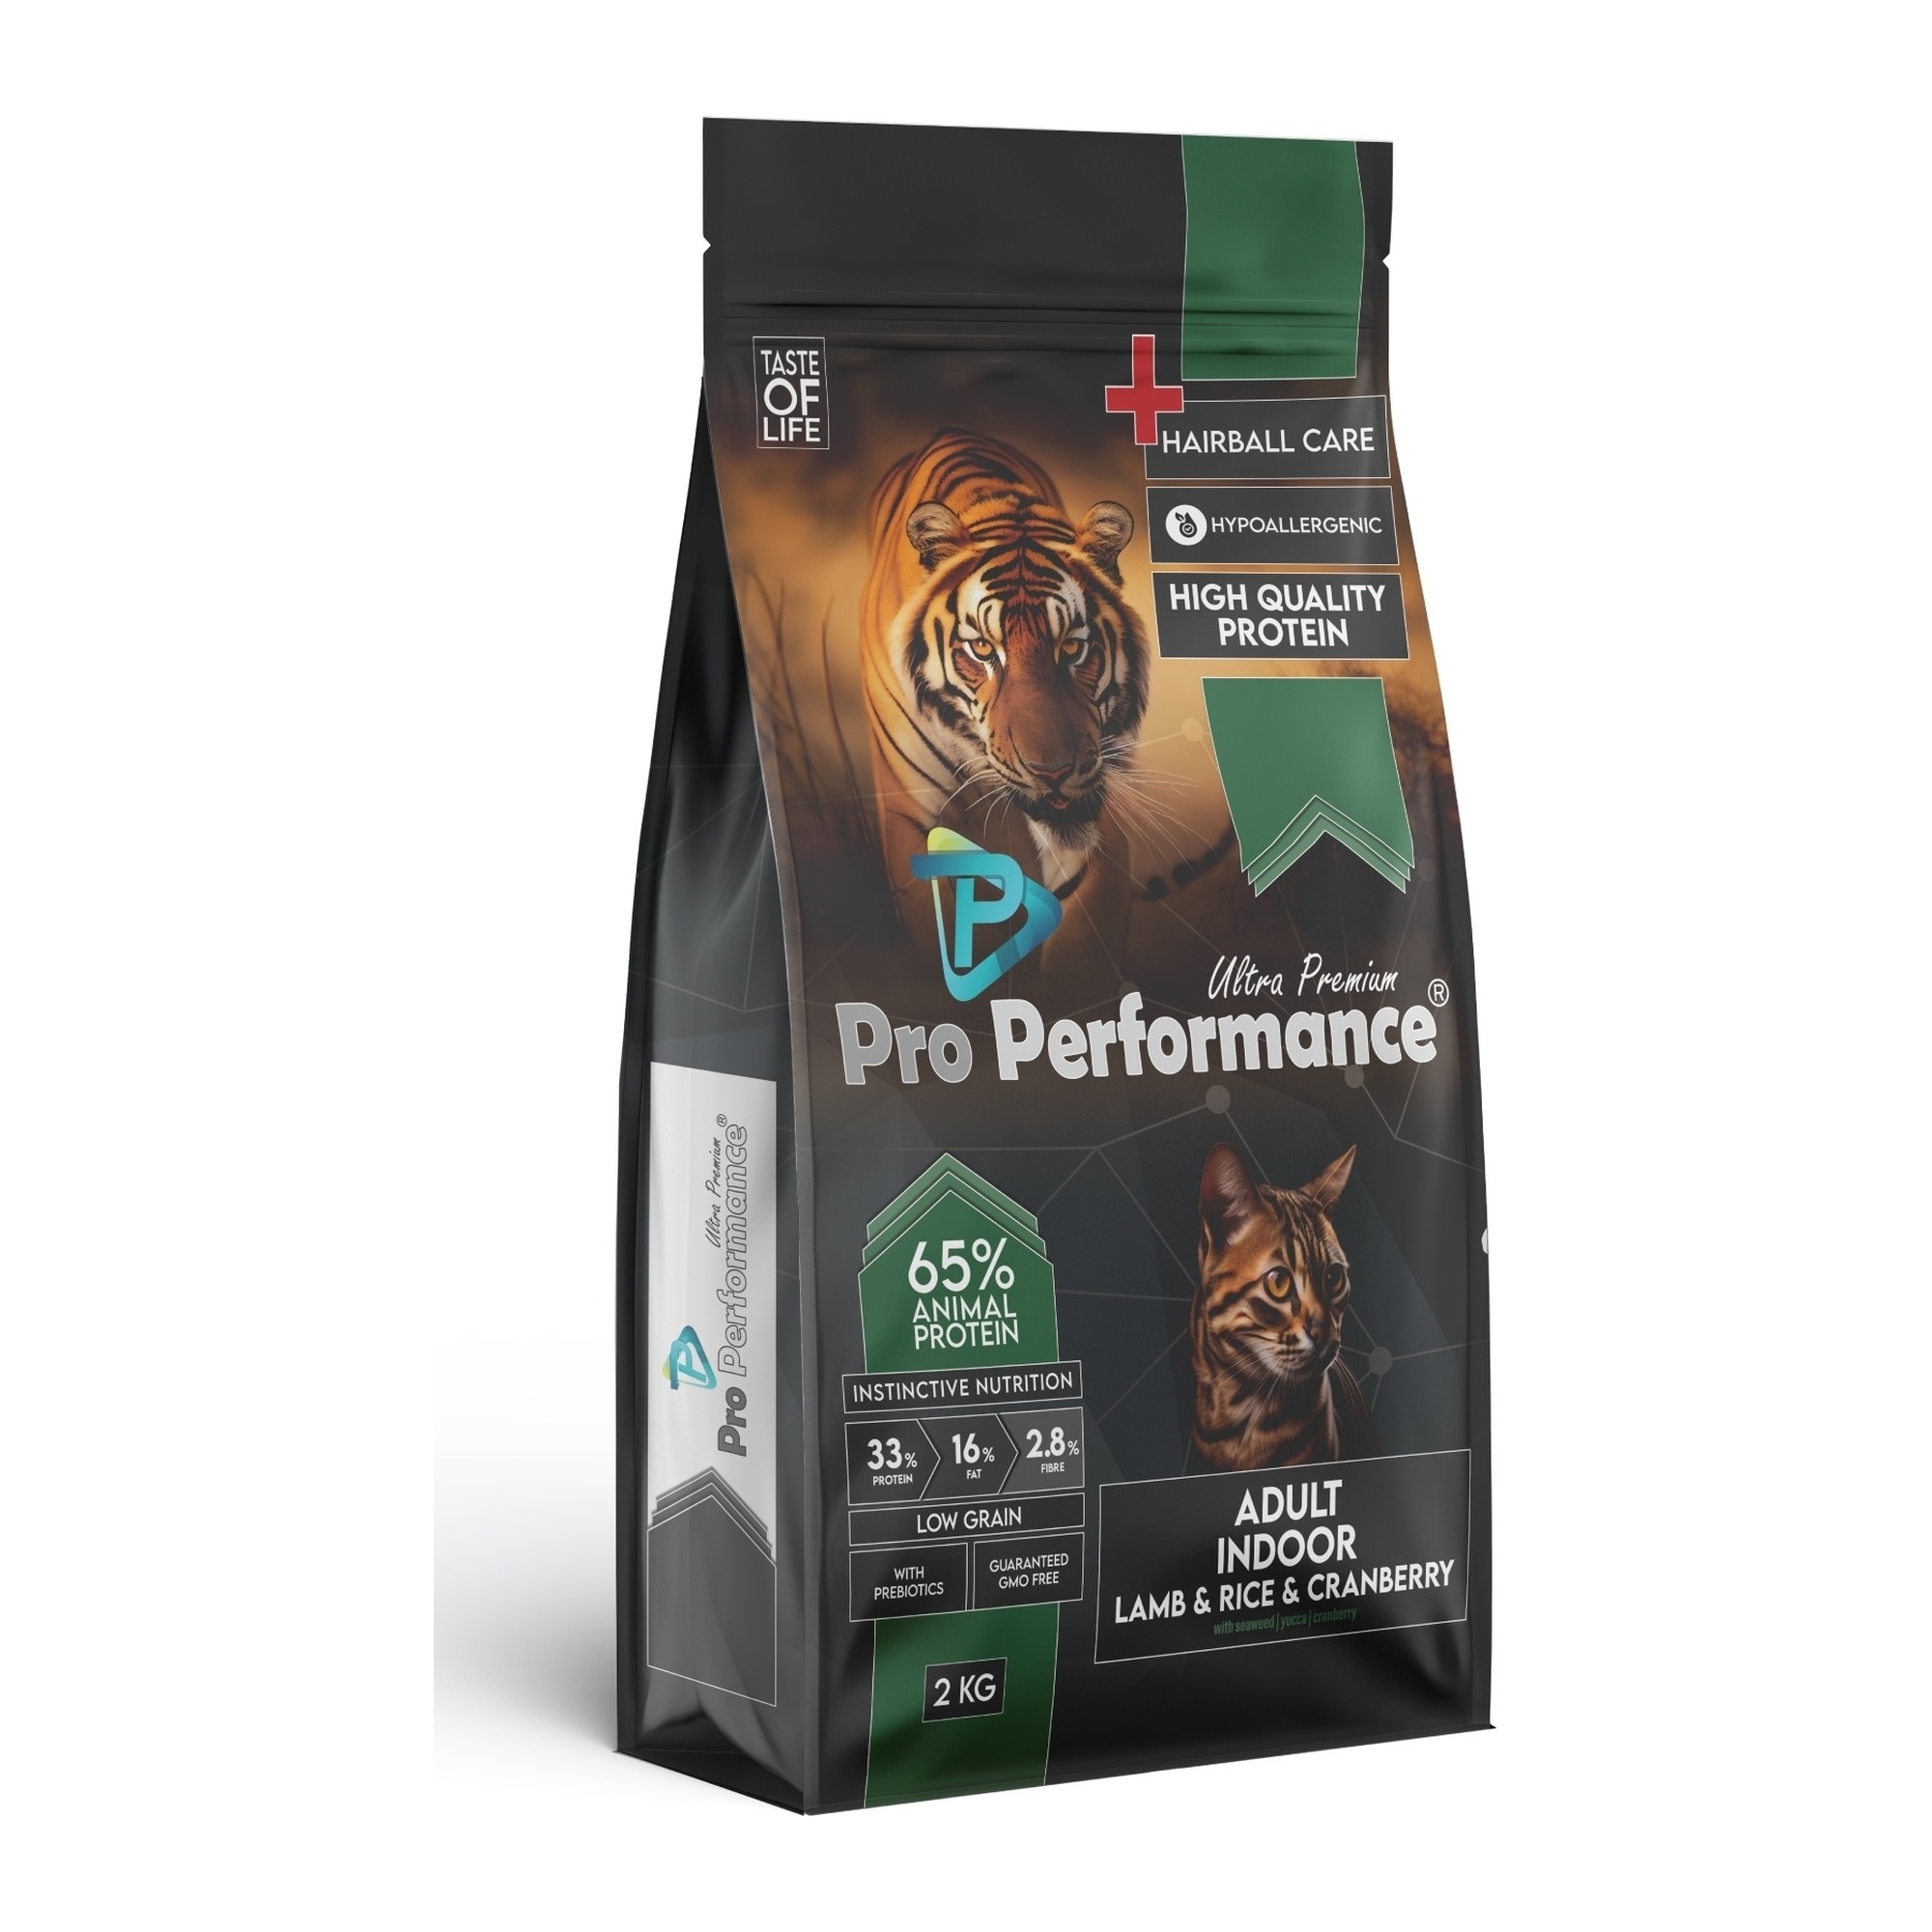 TASTE
OF
LIFE
HAIRBALL CARE
HYPOALLERGENIC
HIGH QUALITY
PROTEIN
P
Ultra Premium
Pro Performance®
65%
ANIMAL
PROTEIN
INSTINCTIVE NUTRITION
33% PROTEIN
16% FAT
2.8% FIBRE
LOW GRAIN
WITH
PREBIOTICS
GUARANTEED
GMO FREE
2 KG
ADULT
INDOOR
LAMB & RICE & CRANBERRY
with seaweed | yucca | cranberry
P
Ultra Premium
Pro Performance®